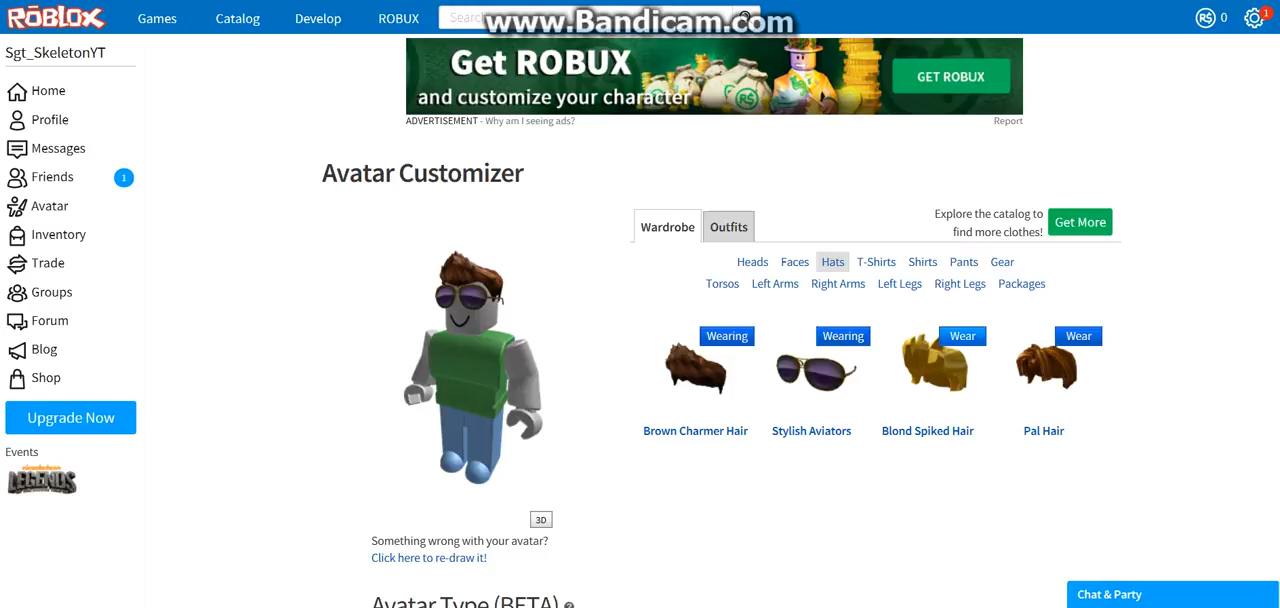 ROBLOX
Games
Catalog
Develop
ROBUX
Search
www.Bandicam.com
R$ 0
1
Sgt_SkeletonYT
Home
Profile
Messages
Friends
1
Avatar
Inventory
Trade
Groups
Forum
Blog
Shop
Upgrade Now
Events
nickelodeon
LEGENDS
Get ROBUX
and customize your character
R$
GET ROBUX
ADVERTISEMENT - Why am I seeing ads?
Report
Avatar Customizer
3D
Something wrong with your avatar?
Click here to re-draw it!
Avatar Type (BETA) ?
Wardrobe
Outfits
Explore the catalog to
find more clothes!
Get More
Heads Faces Hats T-Shirts Shirts Pants Gear
Torsos Left Arms Right Arms Left Legs Right Legs Packages
Wearing
Brown Charmer Hair
Wearing
Stylish Aviators
Wear
Blond Spiked Hair
Wear
Pal Hair
Chat & Party